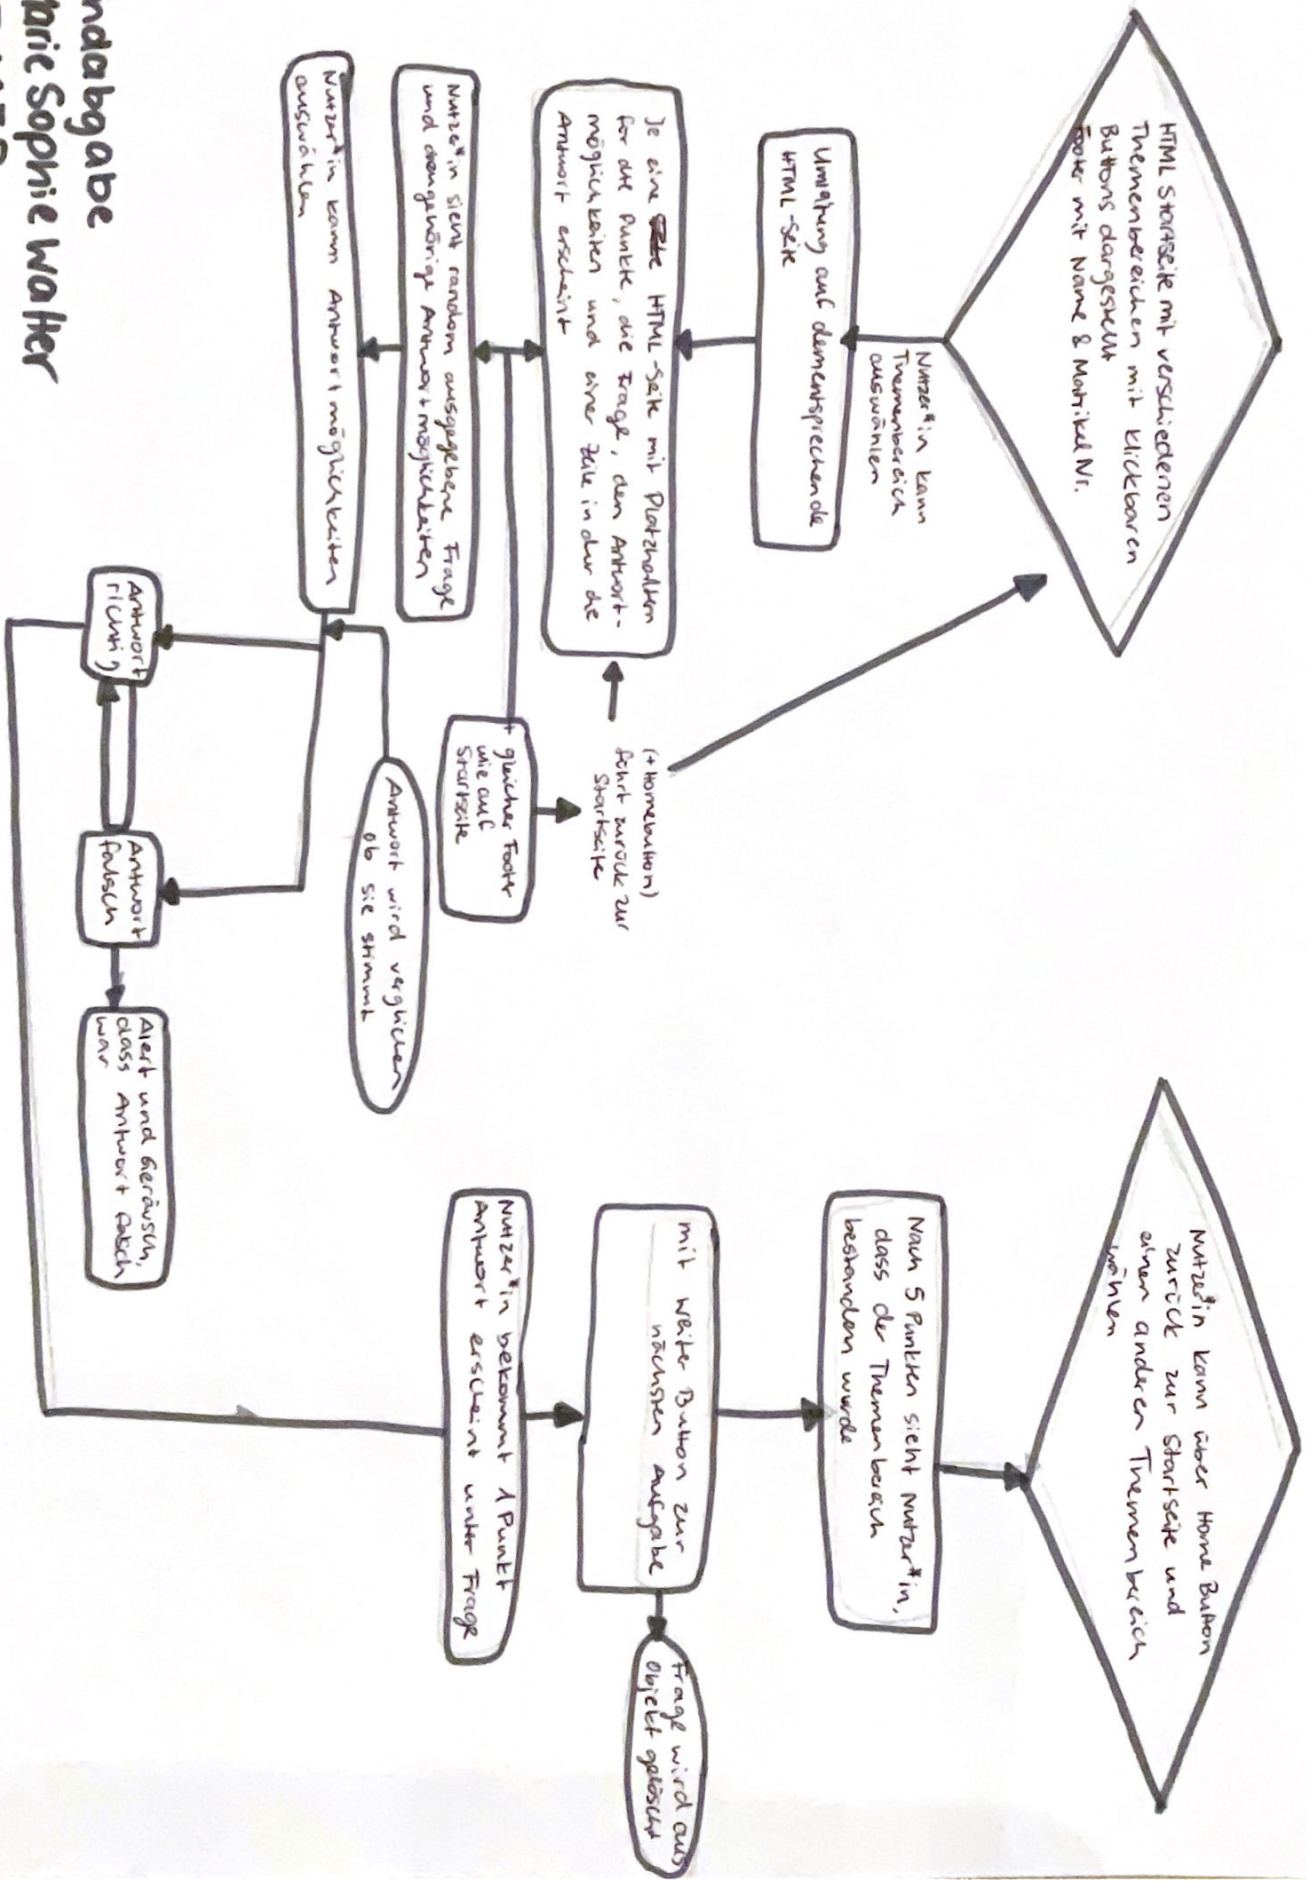 HTML Startseite mit verschiedenen
Themenbereichen mit klickbaren
Buttons dargestellt
Footer mit Name & Matrikel Nr.
Nutzer*in kann
Themenbereich
auswählen
Umleitung auf dementsprechende
HTML-Seite
Je eine HTML-Seite mit Platzhaltern
für die Punkte, die Frage, den Antwort-
möglichkeiten und einer Zeile in der die
Antwort erscheint
(+ Homebutton)
führt zurück zur
Startseite
+ gleicher Footer
wie auf
Startseite
Nutzer*in sieht random ausgegebene Frage
und dazugehörige Antwortmöglichkeiten
Nutzer*in kann Antwortmöglichkeiten
auswählen
Antwort wird verglichen
ob sie stimmt
Antwort
richtig
Antwort
falsch
Alert und Geräusch,
dass Antwort falsch
war
Nutzer*in kann über Home Button
zurück zur Startseite und
einen anderen Themenbereich
wählen
Nach 5 Punkten sieht Nutzer*in,
dass der Themenbereich
bestanden wurde
mit weiter Button zur
nächsten Aufgabe
Frage wird aus
Objekt gelöscht
Nutzer*in bekommt 1 Punkt
Antwort erscheint unter Frage
ndabgabe
arie Sophie Walter